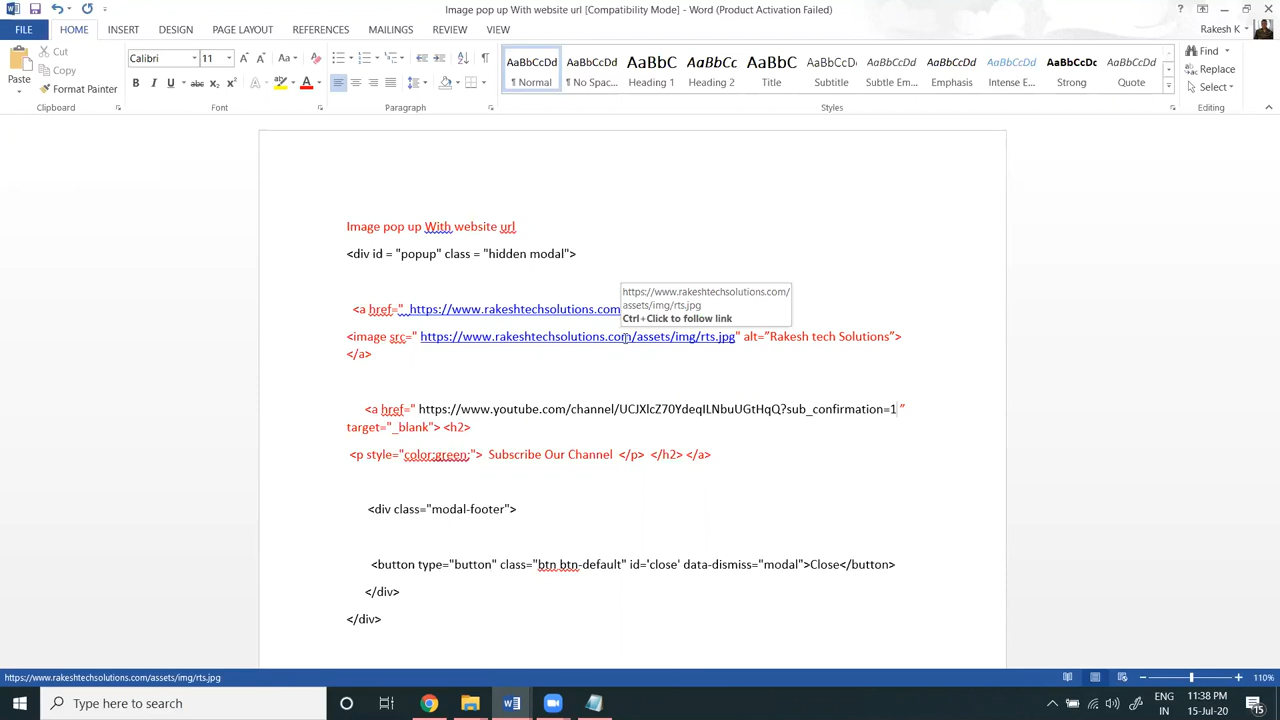 Image pop up With website url [Compatibility Mode] - Word (Product Activation Failed)
FILE HOME INSERT DESIGN PAGE LAYOUT REFERENCES MAILINGS REVIEW VIEW Rakesh K
Paste
Cut
Copy
Format Painter
Clipboard
Calibri 11
Font
Paragraph
AaBbCcDd AaBbCcDd AaBbC AaBbCc AaBbC AaBbCcD AaBbCcDd AaBbCcDd AaBbCcDd AaBbCcDc AaBbCcDd
¶ Normal ¶ No Spac... Heading 1 Heading 2 Title Subtitle Subtle Em... Emphasis Intense E... Strong Quote
Styles
Find
Replace
Select
Editing
Image pop up With website url
<div id = "popup" class = "hidden modal">
<a href=" https://www.rakeshtechsolutions.com
https://www.rakeshtechsolutions.com/
assets/img/rts.jpg
Ctrl+Click to follow link
<image src=" https://www.rakeshtechsolutions.com/assets/img/rts.jpg" alt="Rakesh tech Solutions">
</a>
<a href=" https://www.youtube.com/channel/UCJXlcZ70YdeqILNbuUGtHqQ?sub_confirmation=1 "
target="_blank"> <h2>
<p style="color:green;"> Subscribe Our Channel </p> </h2> </a>
<div class="modal-footer">
<button type="button" class="btn btn-default" id='close' data-dismiss="modal">Close</button>
</div>
</div>
https://www.rakeshtechsolutions.com/assets/img/rts.jpg
110%
Type here to search
ENG
IN
11:38 PM
15-Jul-20
15